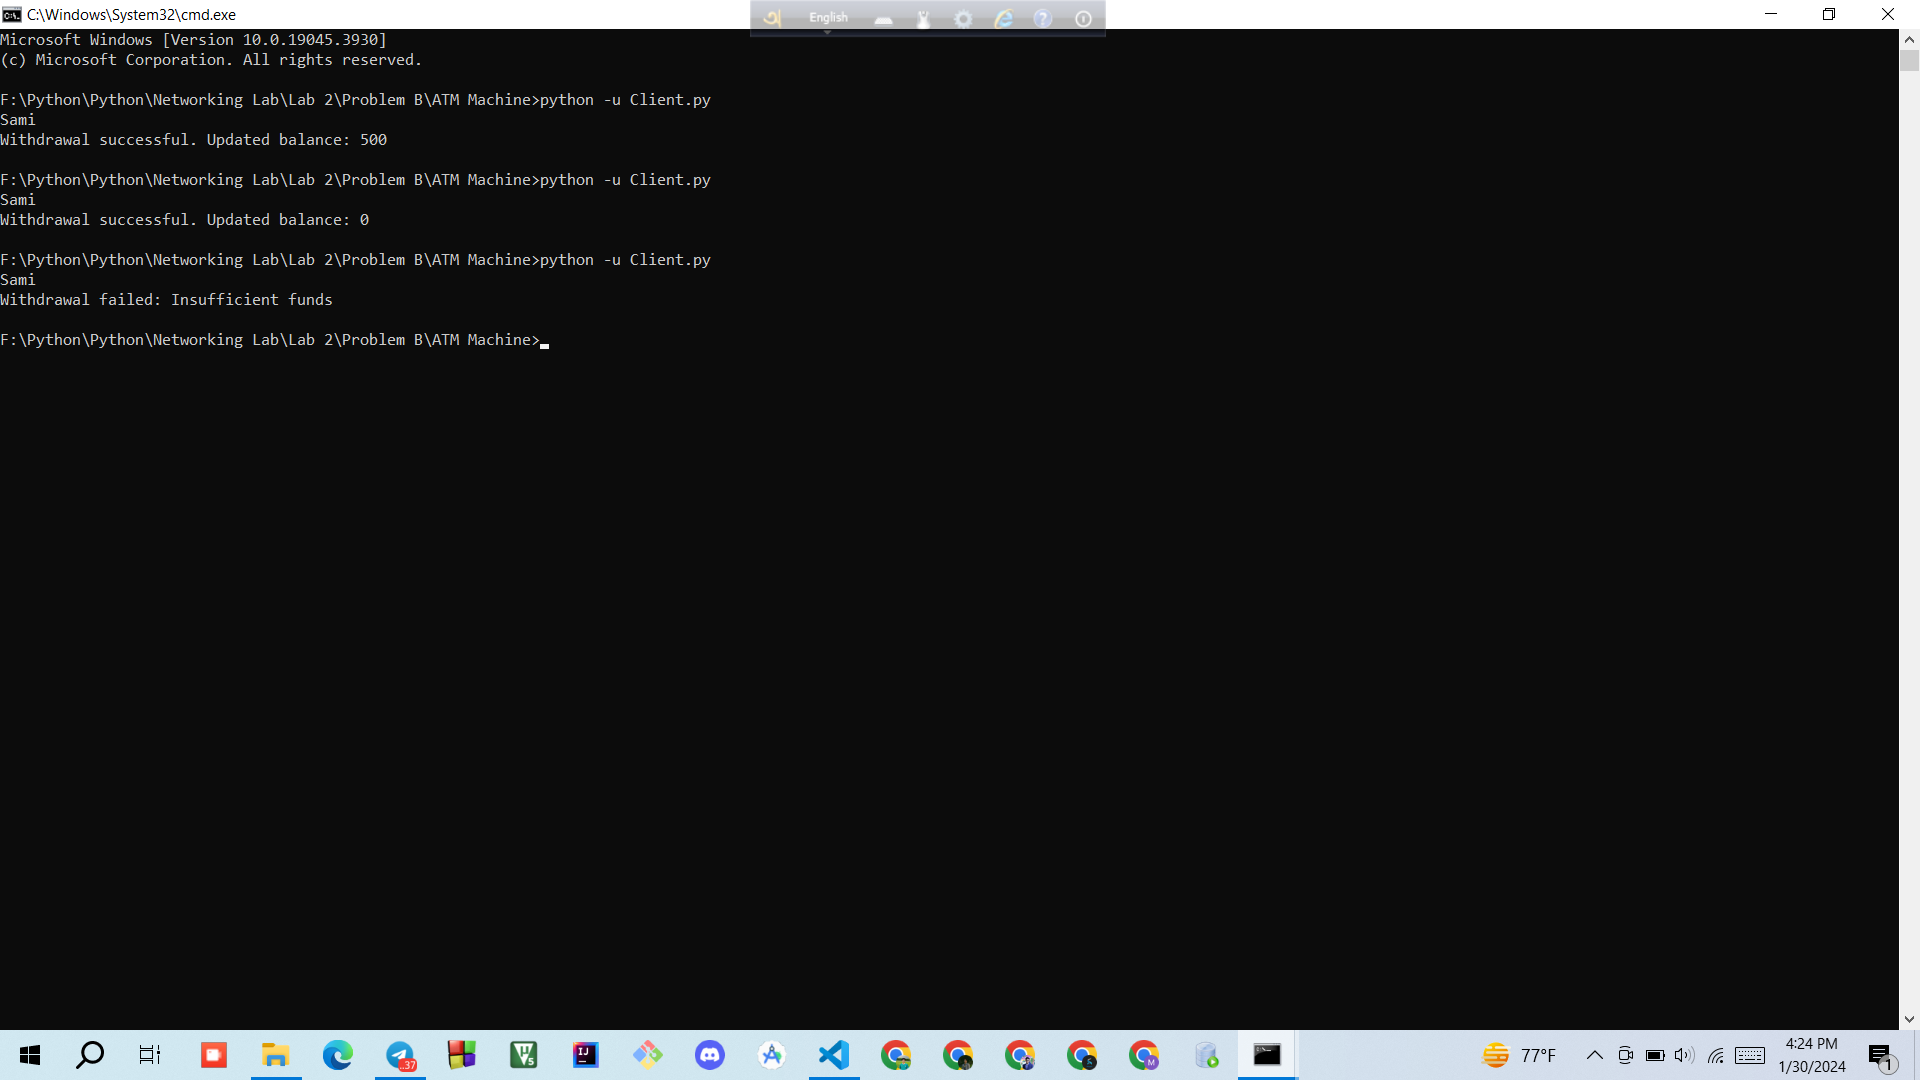 C:\Windows\System32\cmd.exe
English
Microsoft Windows [Version 10.0.19045.3930]
(c) Microsoft Corporation. All rights reserved.
F:\Python\Python\Networking Lab\Lab 2\Problem B\ATM Machine>python -u Client.py
Sami
Withdrawal successful. Updated balance: 500
F:\Python\Python\Networking Lab\Lab 2\Problem B\ATM Machine>python -u Client.py
Sami
Withdrawal successful. Updated balance: 0
F:\Python\Python\Networking Lab\Lab 2\Problem B\ATM Machine>python -u Client.py
Sami
Withdrawal failed: Insufficient funds
F:\Python\Python\Networking Lab\Lab 2\Problem B\ATM Machine>
77°F
4:24 PM
1/30/2024
1